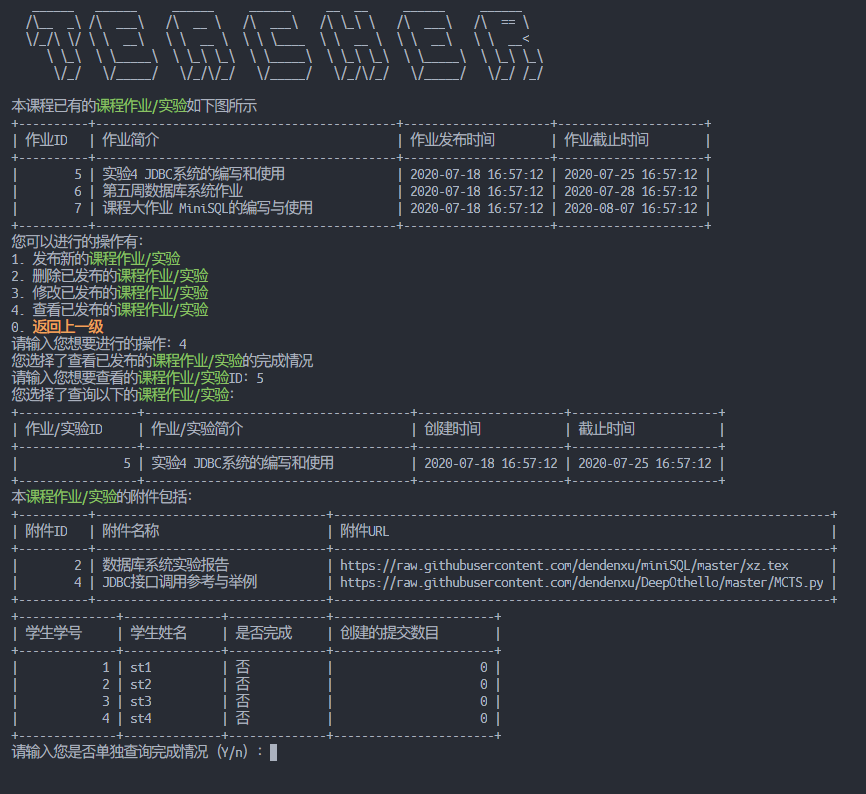 TEACHER
本课程已有的课程作业/实验如下图所示
+----------+-------------------------------------------+---------------------+---------------------+
| 作业ID | 作业简介 | 作业发布时间 | 作业截止时间 |
+----------+-------------------------------------------+---------------------+---------------------+
| 5 | 实验4 JDBC系统的编写和使用 | 2020-07-18 16:57:12 | 2020-07-25 16:57:12 |
| 6 | 第五周数据库系统作业 | 2020-07-18 16:57:12 | 2020-07-28 16:57:12 |
| 7 | 课程大作业 MiniSQL的编写与使用 | 2020-07-18 16:57:12 | 2020-08-07 16:57:12 |
+----------+-------------------------------------------+---------------------+---------------------+
您可以进行的操作有:
1. 发布新的课程作业/实验
2. 删除已发布的课程作业/实验
3. 修改已发布的课程作业/实验
4. 查看已发布的课程作业/实验
0. 返回上一级
请输入您想要进行的操作: 4
您选择了查看已发布的课程作业/实验的完成情况
请输入您想要查看的课程作业/实验ID: 5
您选择了查询以下的课程作业/实验:
+-----------------+--------------------------------------+---------------------+---------------------+
| 作业/实验ID | 作业/实验简介 | 创建时间 | 截止时间 |
+-----------------+--------------------------------------+---------------------+---------------------+
| 5 | 实验4 JDBC系统的编写和使用 | 2020-07-18 16:57:12 | 2020-07-25 16:57:12 |
+-----------------+--------------------------------------+---------------------+---------------------+
本课程作业/实验的附件包括:
+----------+---------------------------------+-----------------------------------------------------------------------+
| 附件ID | 附件名称 | 附件URL |
+----------+---------------------------------+-----------------------------------------------------------------------+
| 2 | 数据库系统实验报告 | https://raw.githubusercontent.com/dendenxu/miniSQL/master/xz.tex |
| 4 | JDBC接口调用参考与举例 | https://raw.githubusercontent.com/dendenxu/DeepOthello/master/MCTS.py |
+----------+---------------------------------+-----------------------------------------------------------------------+
+--------------+--------------+--------------+-----------------------+
| 学生学号 | 学生姓名 | 是否完成 | 创建的提交数目 |
+--------------+--------------+--------------+-----------------------+
| 1 | st1 | 否 | 0 |
| 2 | st2 | 否 | 0 |
| 3 | st3 | 否 | 0 |
| 4 | st4 | 否 | 0 |
+--------------+--------------+--------------+-----------------------+
请输入您是否单独查询完成情况（Y/n）: